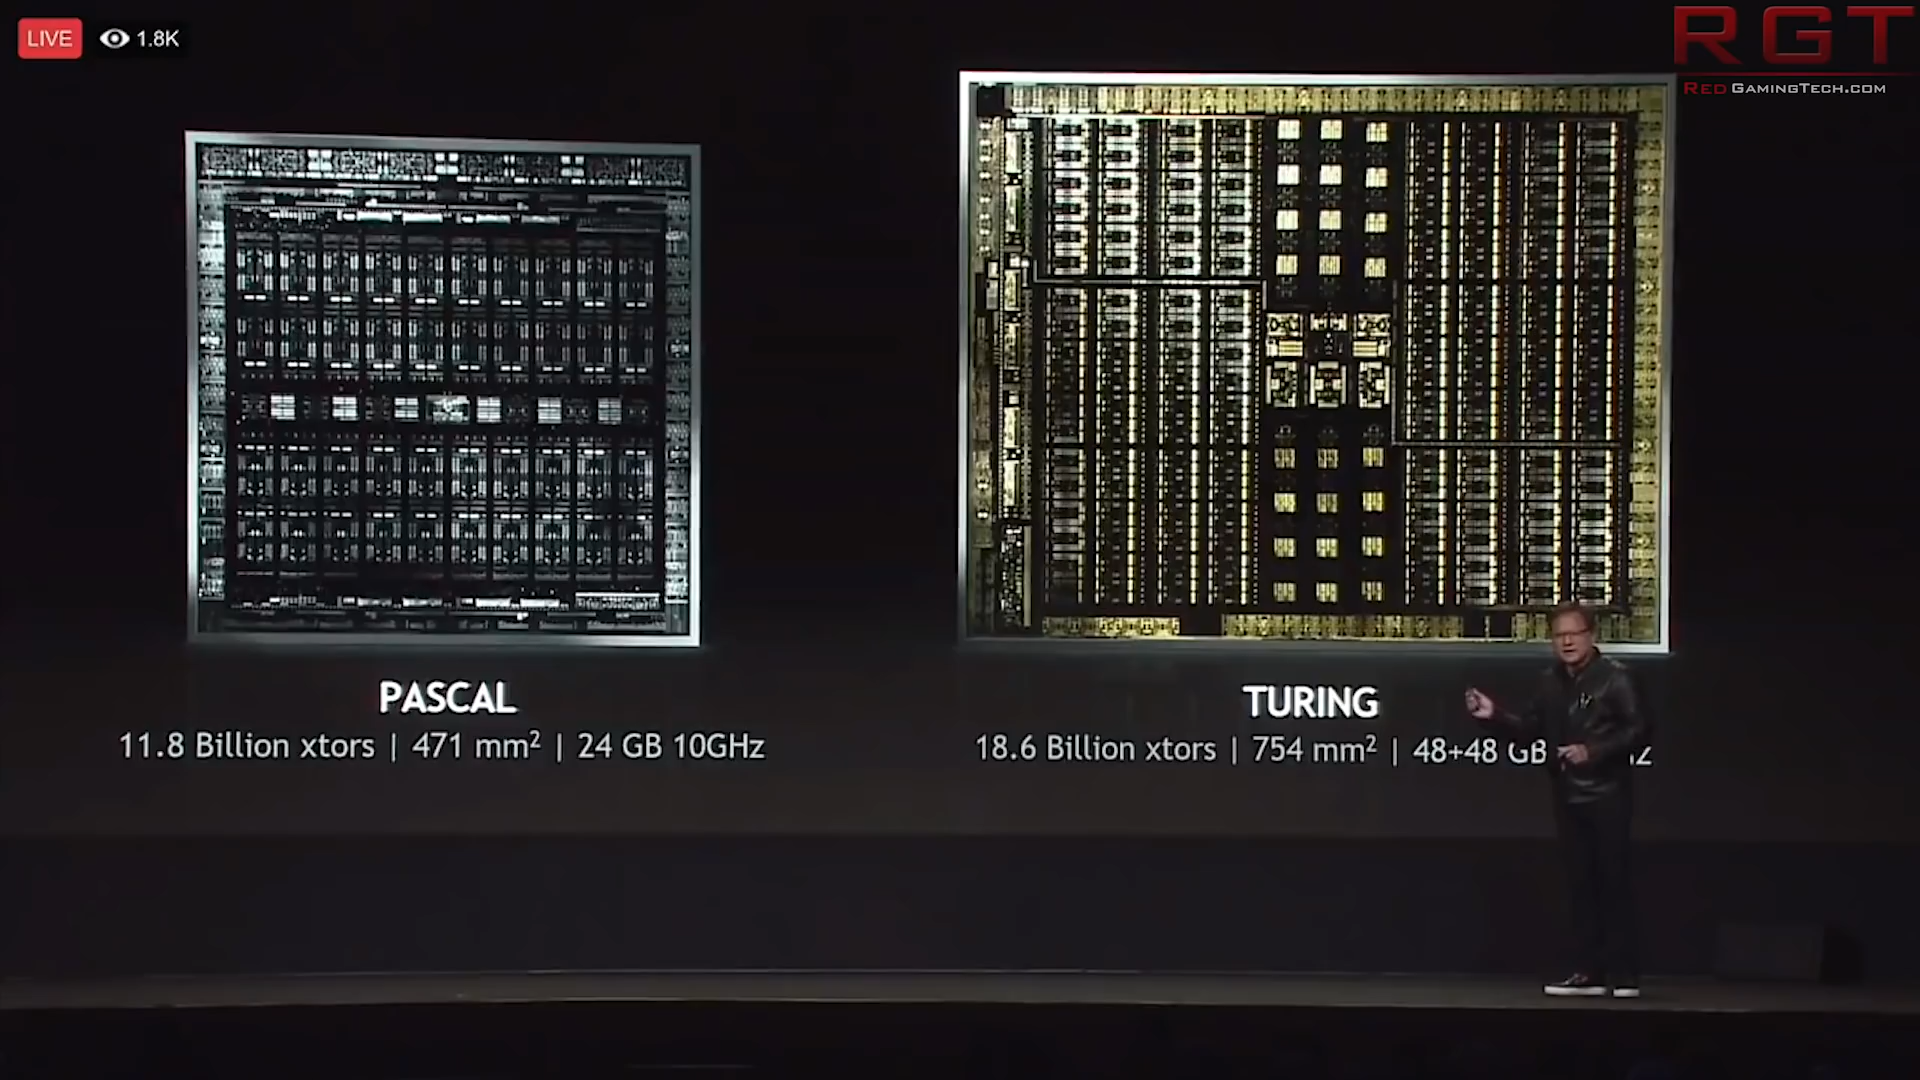 LIVE 1.8K
RGT
RED GAMINGTECH.COM
PASCAL
11.8 Billion xtors | 471 mm² | 24 GB 10GHz
TURING
18.6 Billion xtors | 754 mm² | 48+48 GB